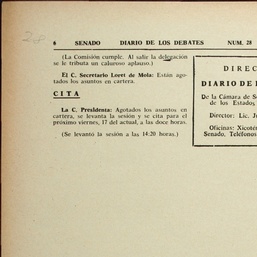 28
6 SENADO DIARIO DE LOS DEBATES NUM. 28
(La Comisión cumple. Al salir la delegación
se le tributa un caluroso aplauso.)
El C. Secretario Loret de Mola: Están ago-
tados los asuntos en cartera.
CITA
La C. Presidenta: Agotados los asuntos en
cartera, se levanta la sesión y se cita para el
próximo viernes, 17 del actual, a las doce horas.
(Se levantó la sesión a las 14:20 horas.)
DIREC
DIARIO DE
De la Cámara de S
de los Estados,
Director: Lic. J
Oficinas: Xicoté
Senado. Teléfonos